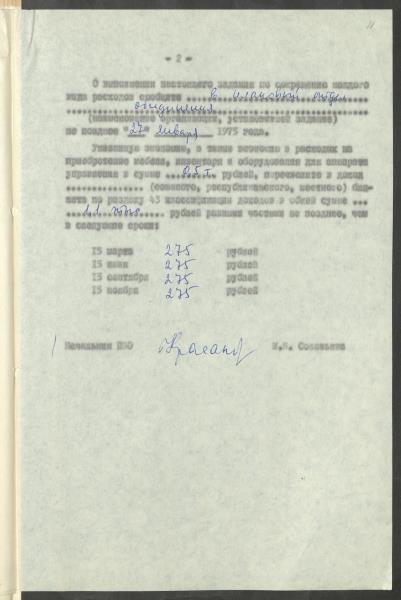 11
- 2 -
О выполнении настоящего задания по сокращению каждого
вида расходов сообщите в плановый отдел
объединения
(наименование организации, установившей задание)
не позднее "27" января 1975 года.
Указанную экономию, а также экономию в расходах на
приобретение мебели, инвентаря и оборудования для аппарата
управления в сумме 0,5 т. рублей, перечислите в доход
(союзного, республиканского, местного) бюд-
жета по разделу 43 классификации доходов в общей сумме
1,1 тыс. рублей равными частями не позднее, чем
в следующие сроки:
15 марта 275 рублей
15 июня 275 рублей
15 сентября 275 рублей
15 ноября 275 рублей
Начальник ПЭО